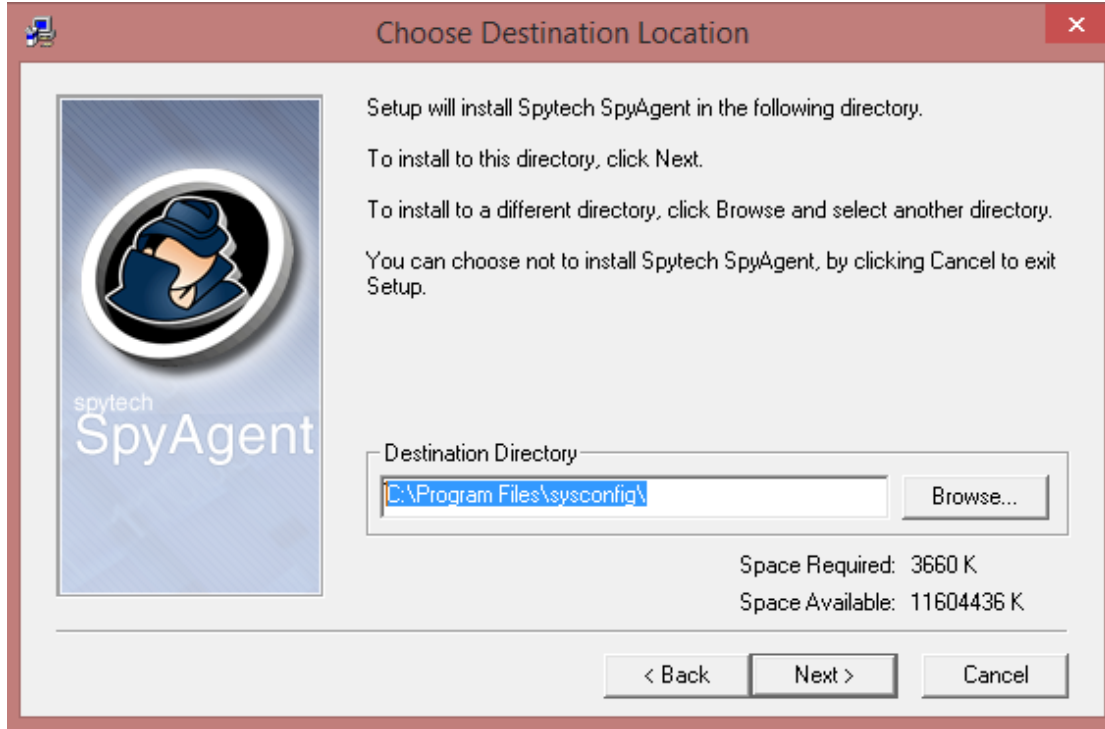 Choose Destination Location
Setup will install Spytech SpyAgent in the following directory.
To install to this directory, click Next.
To install to a different directory, click Browse and select another directory.
You can choose not to install Spytech SpyAgent, by clicking Cancel to exit
Setup.
spytech
SpyAgent
Destination Directory
C:\Program Files\sysconfig\
Browse...
Space Required: 3660 K
Space Available: 11604436 K
< Back
Next >
Cancel